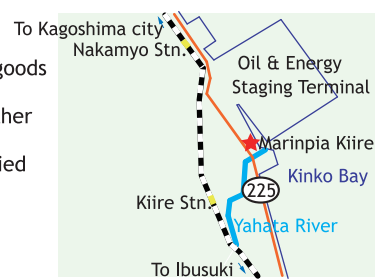 To Kagoshima city
Nakamyo Stn.
goods
Oil & Energy
Staging Terminal
Marinpia Kiire
Kinko Bay
225
Kiire Stn.
Yahata River
To Ibusuki